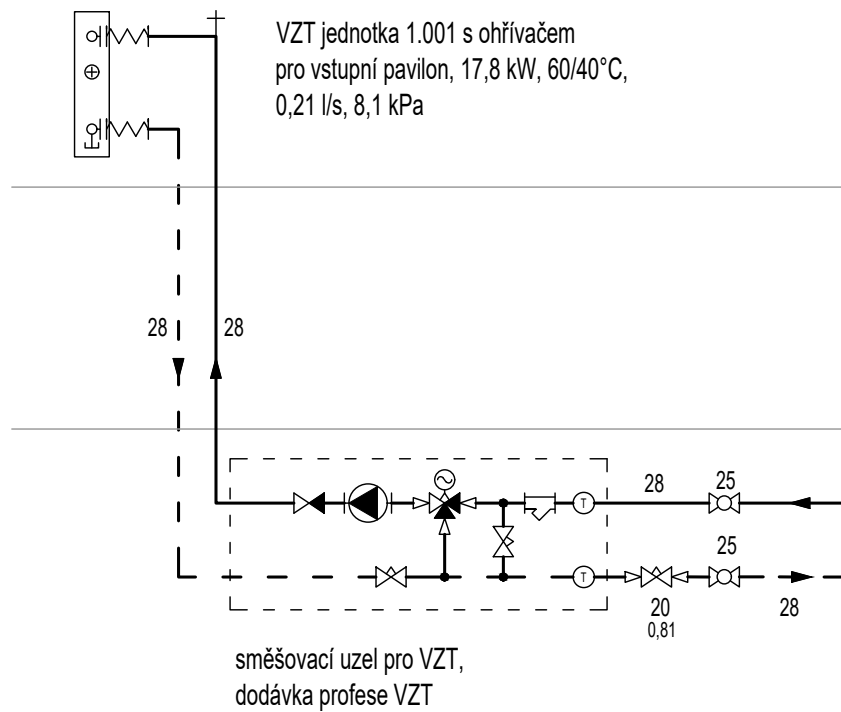 VZT jednotka 1.001 s ohřívačem
pro vstupní pavilon, 17,8 kW, 60/40°C,
0,21 l/s, 8,1 kPa
28
28
28
25
T
25
T
20
0,81
28
směšovací uzel pro VZT,
dodávka profese VZT